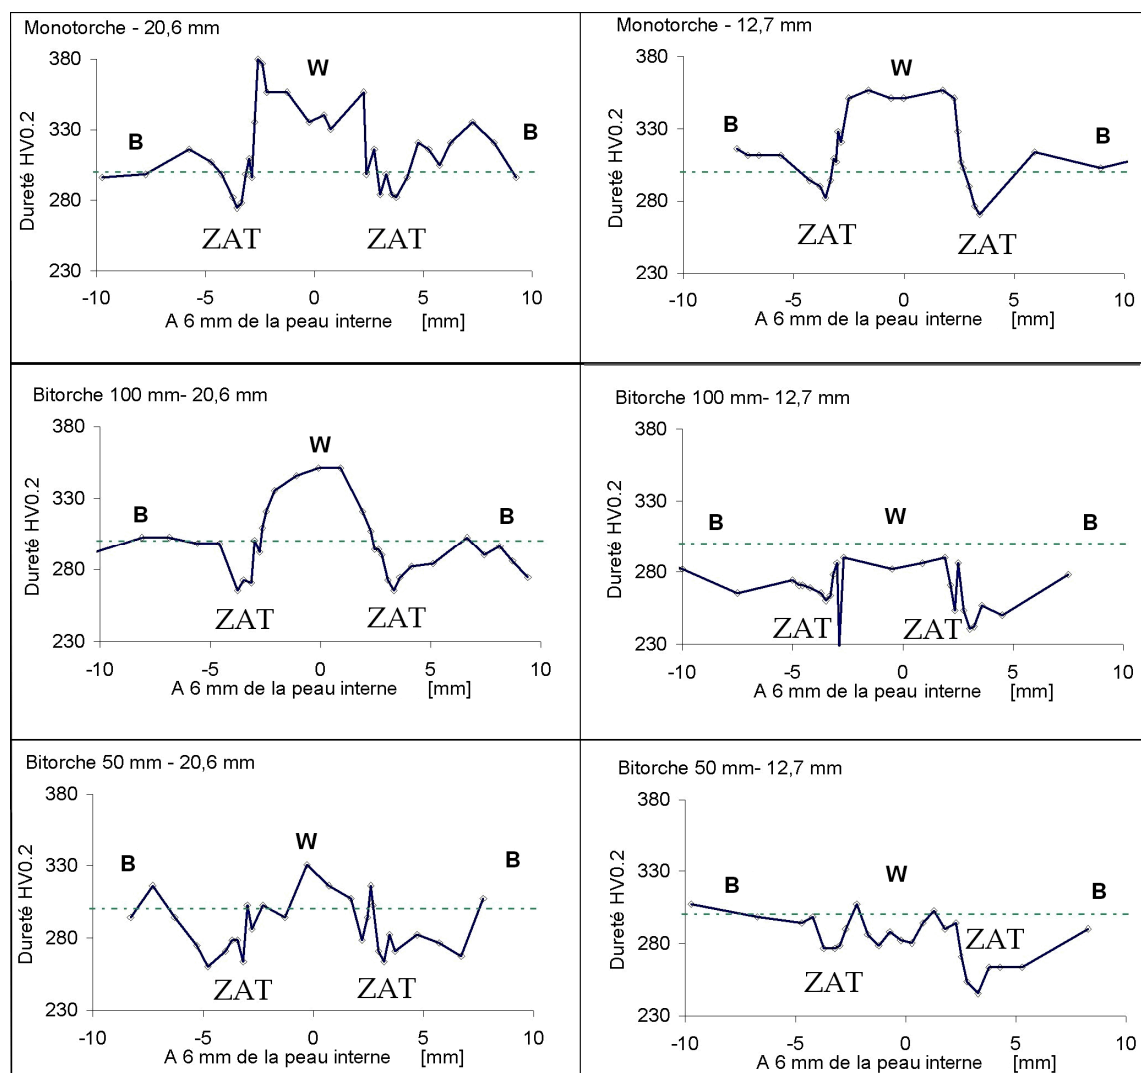 Monotorche - 20,6 mm
Dureté HV0.2
380
330
280
230
B
W
B
ZAT
ZAT
-10
-5
0
5
10
A 6 mm de la peau interne [mm]
Monotorche - 12,7 mm
Dureté HV0.2
380
330
280
230
B
W
B
ZAT
ZAT
-10
-5
0
5
10
A 6 mm de la peau interne [mm]
Bitorche 100 mm- 20,6 mm
Dureté HV0.2
380
330
280
230
B
W
B
ZAT
ZAT
-10
-5
0
5
10
A 6 mm de la peau interne [mm]
Bitorche 100 mm- 12,7 mm
Dureté HV0.2
380
330
280
230
B
W
B
ZAT
ZAT
-10
-5
0
5
10
A 6 mm de la peau interne [mm]
Bitorche 50 mm - 20,6 mm
Dureté HV0.2
380
330
280
230
B
W
B
ZAT
ZAT
-10
-5
0
5
10
A 6 mm de la peau interne [mm]
Bitorche 50 mm- 12,7 mm
Dureté HV0.2
380
330
280
230
B
W
B
ZAT
ZAT
-10
-5
0
5
10
A 6 mm de la peau interne [mm]